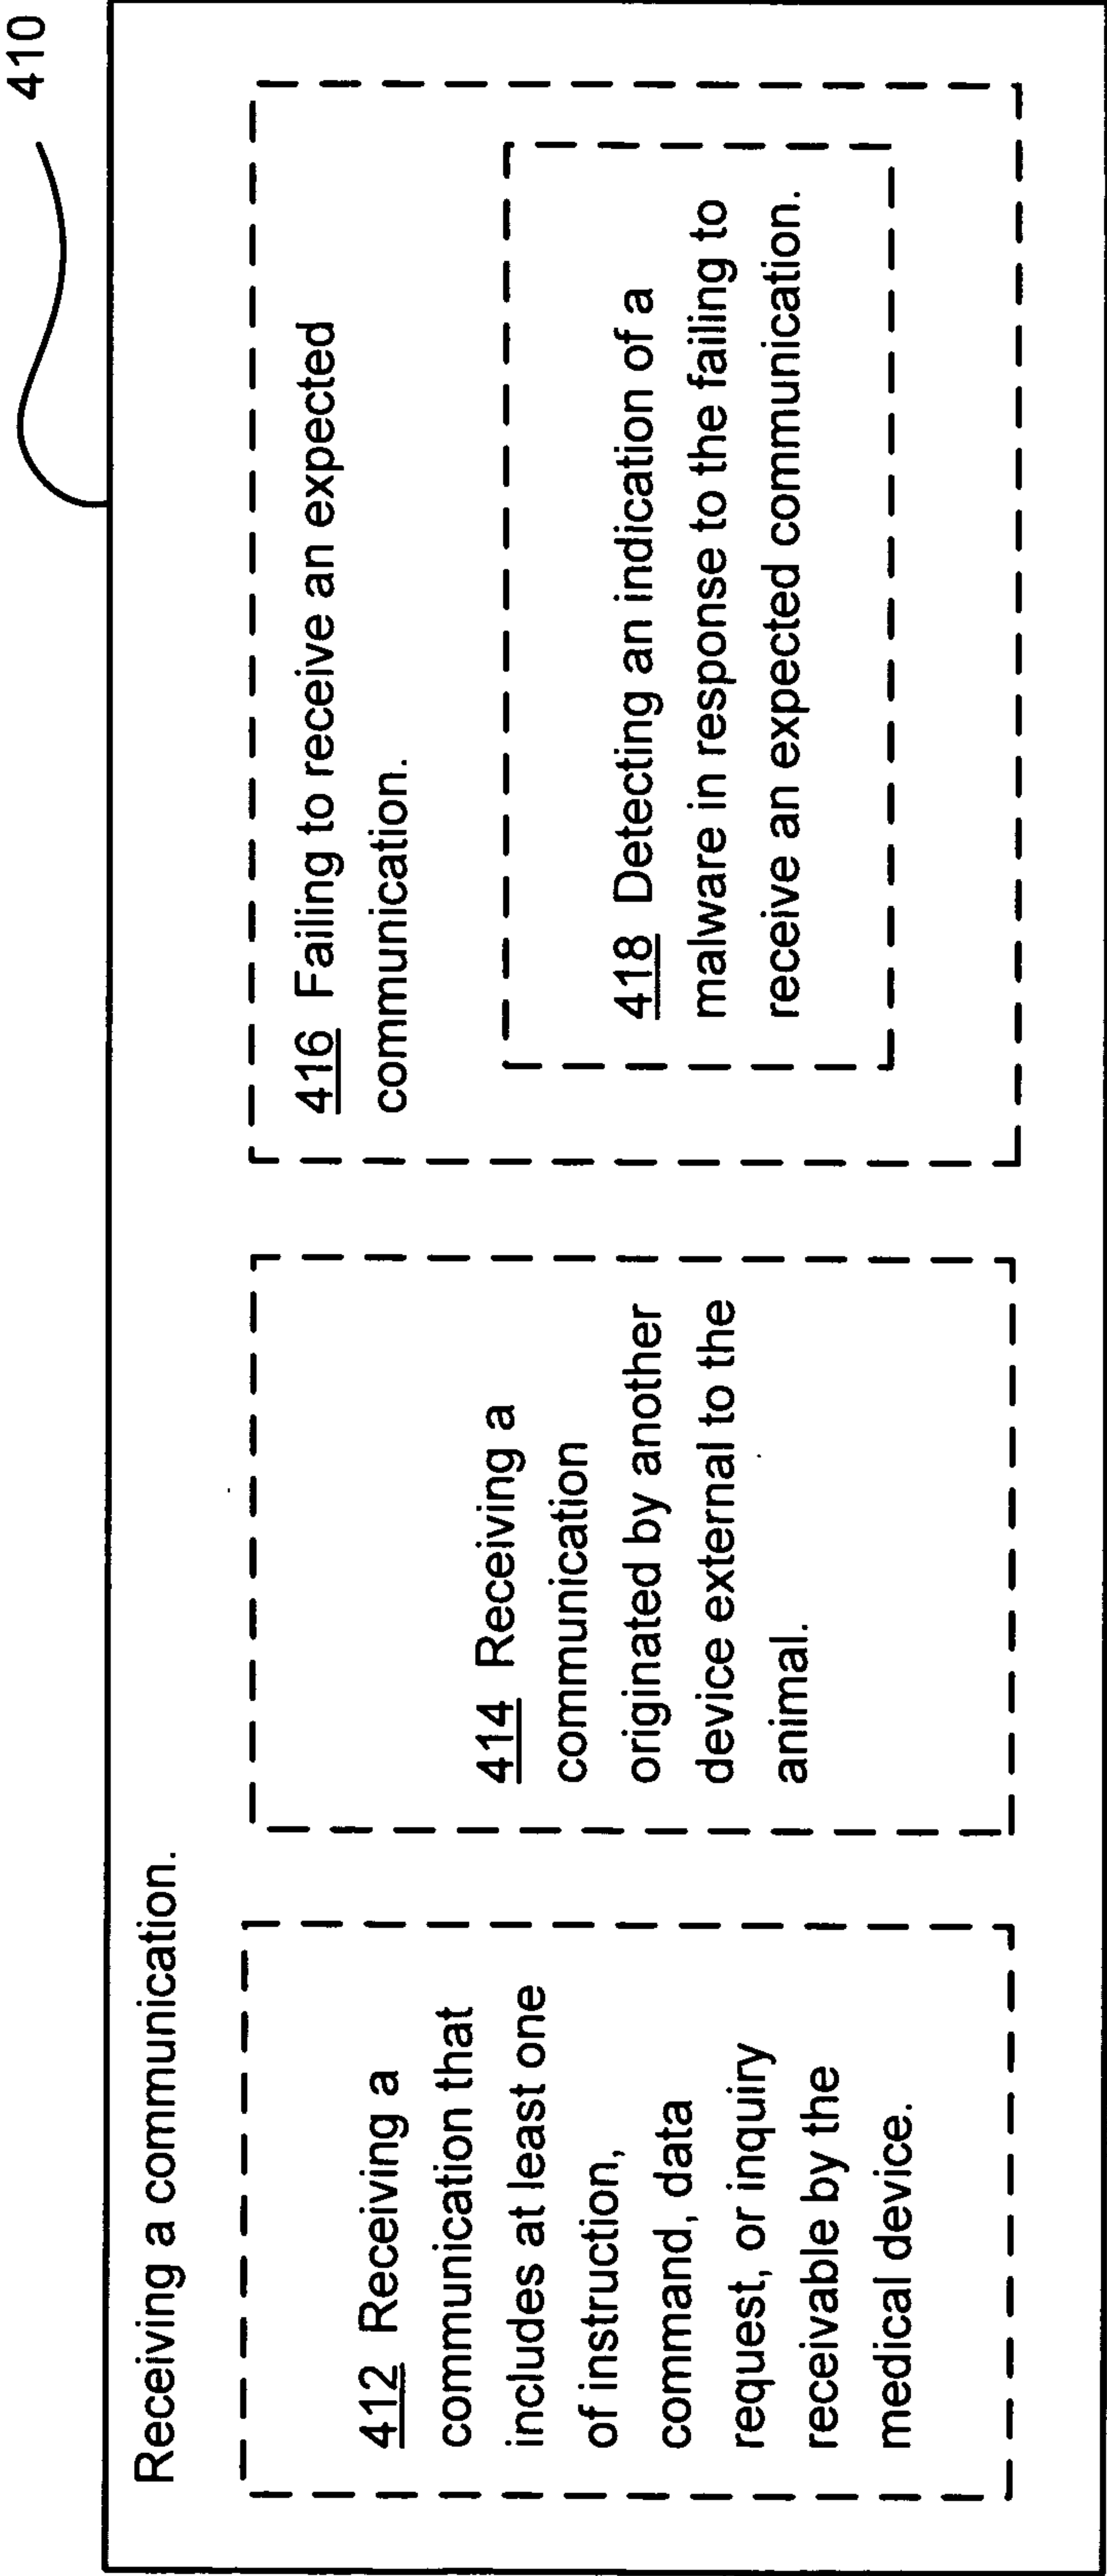 410
Receiving a communication.
412 Receiving a
communication that
includes at least one
of instruction,
command, data
request, or inquiry
receivable by the
medical device.
414 Receiving a
communication
originated by another
device external to the
animal.
416 Failing to receive an expected
communication.
418 Detecting an indication of a
malware in response to the failing to
receive an expected communication.